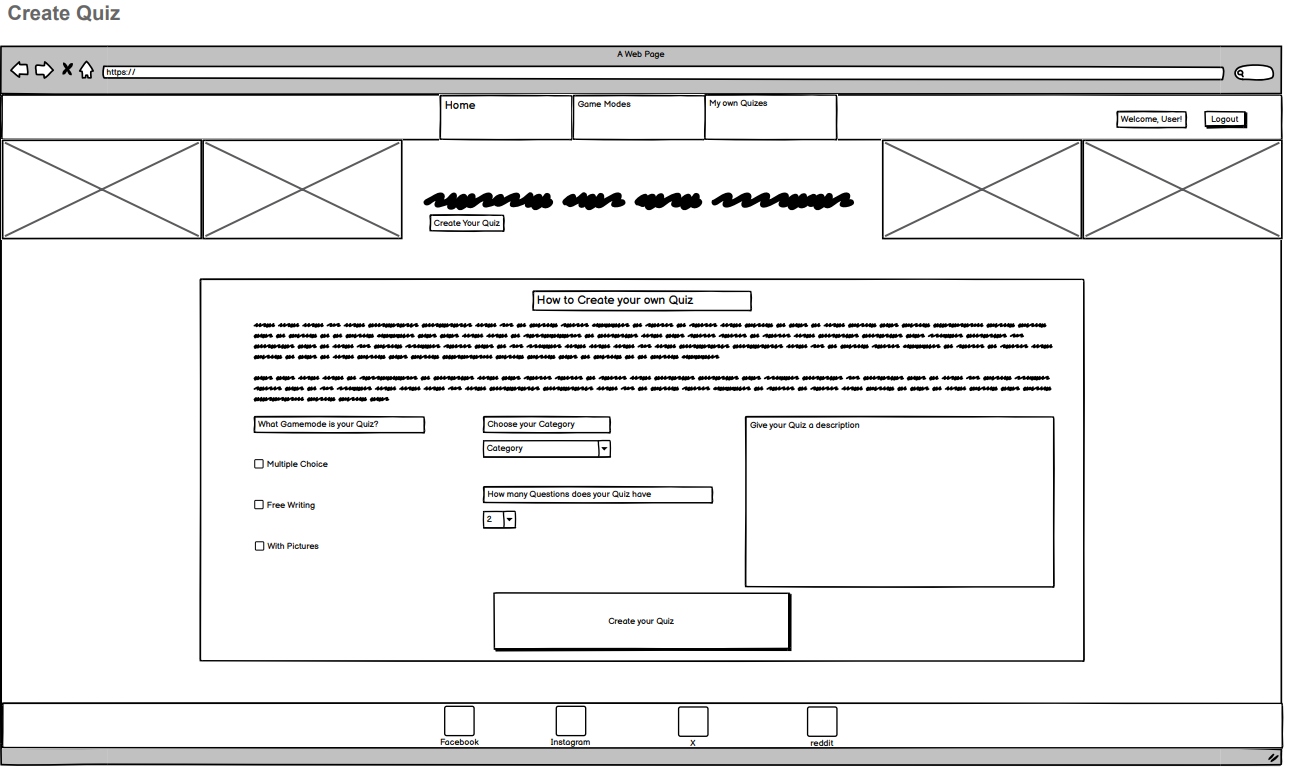 Create Quiz
A Web Page
https://
Home
Game Modes
My own Quizes
Welcome, User!
Logout
Create Your Quiz
How to Create your own Quiz
What Gamemode is your Quiz?
Choose your Category
Give your Quiz a description
Category
Multiple Choice
How many Questions does your Quiz have
Free Writing
2
With Pictures
Create your Quiz
Facebook
Instagram
X
reddit